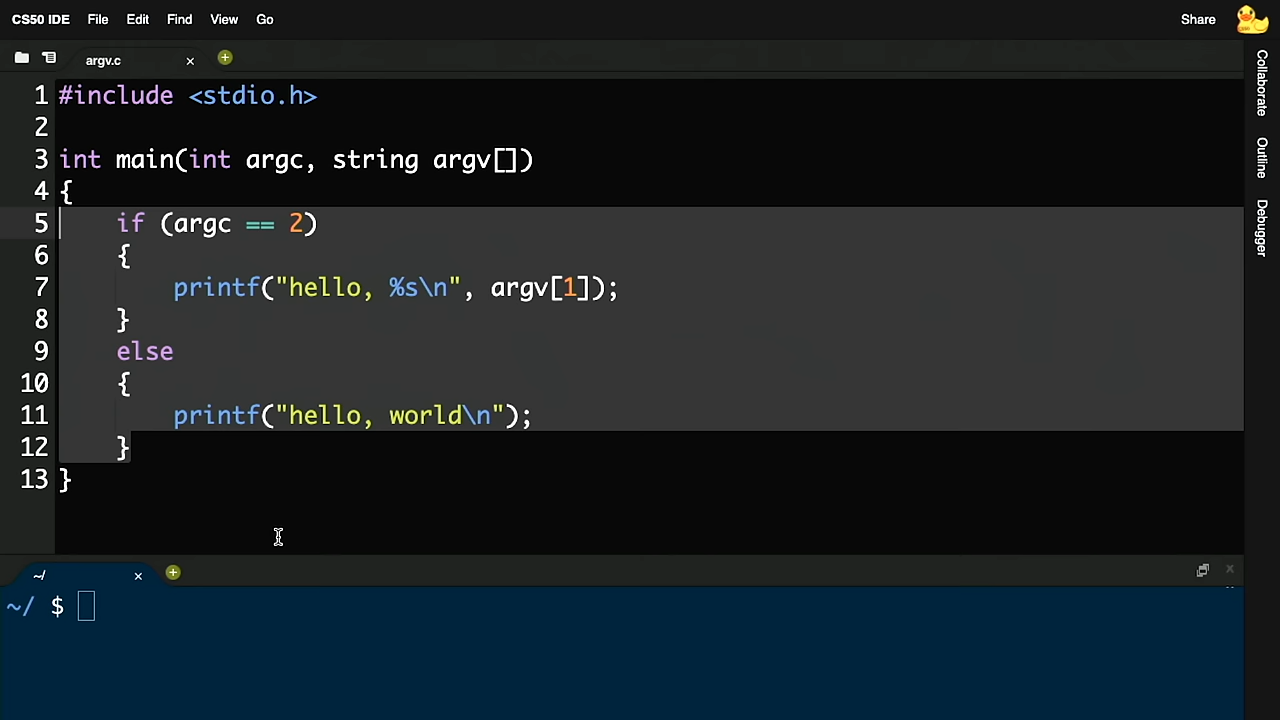 CS50 IDE File Edit View Find Go Share
argv.c × +
1 #include <stdio.h>
2
3 int main(int argc, string argv[])
4 {
5     if (argc == 2)
6     {
7         printf("hello, %s\n", argv[1]);
8     }
9     else
10     {
11         printf("hello, world\n");
12     }
13 }
~/ × +
~/ $
Collaborate
Outline
Debugger